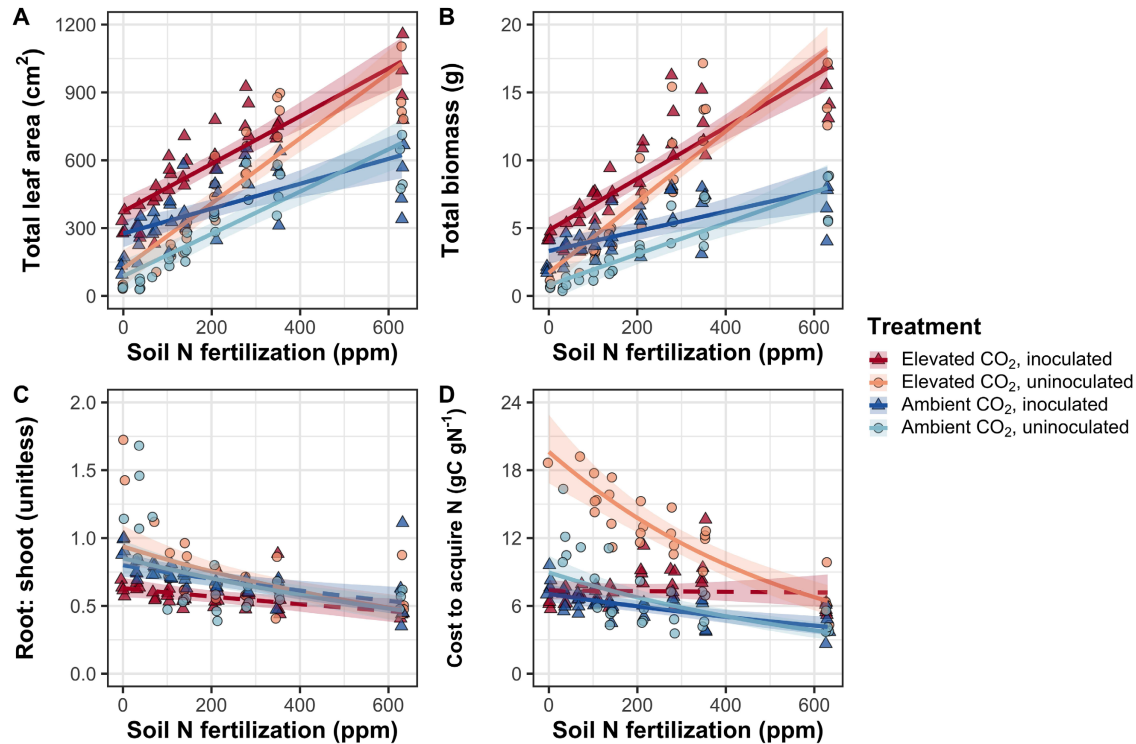 A
B
Total leaf area (cm²)
1200
900
600
300
0
0 200 400 600
Soil N fertilization (ppm)
Total biomass (g)
20
15
10
5
0
0 200 400 600
Soil N fertilization (ppm)
Treatment
Elevated CO₂, inoculated
Elevated CO₂, uninoculated
Ambient CO₂, inoculated
Ambient CO₂, uninoculated
C
D
Root: shoot (unitless)
2.0
1.5
1.0
0.5
0.0
0 200 400 600
Soil N fertilization (ppm)
Cost to acquire N (gC gN⁻¹)
24
18
12
6
0
0 200 400 600
Soil N fertilization (ppm)